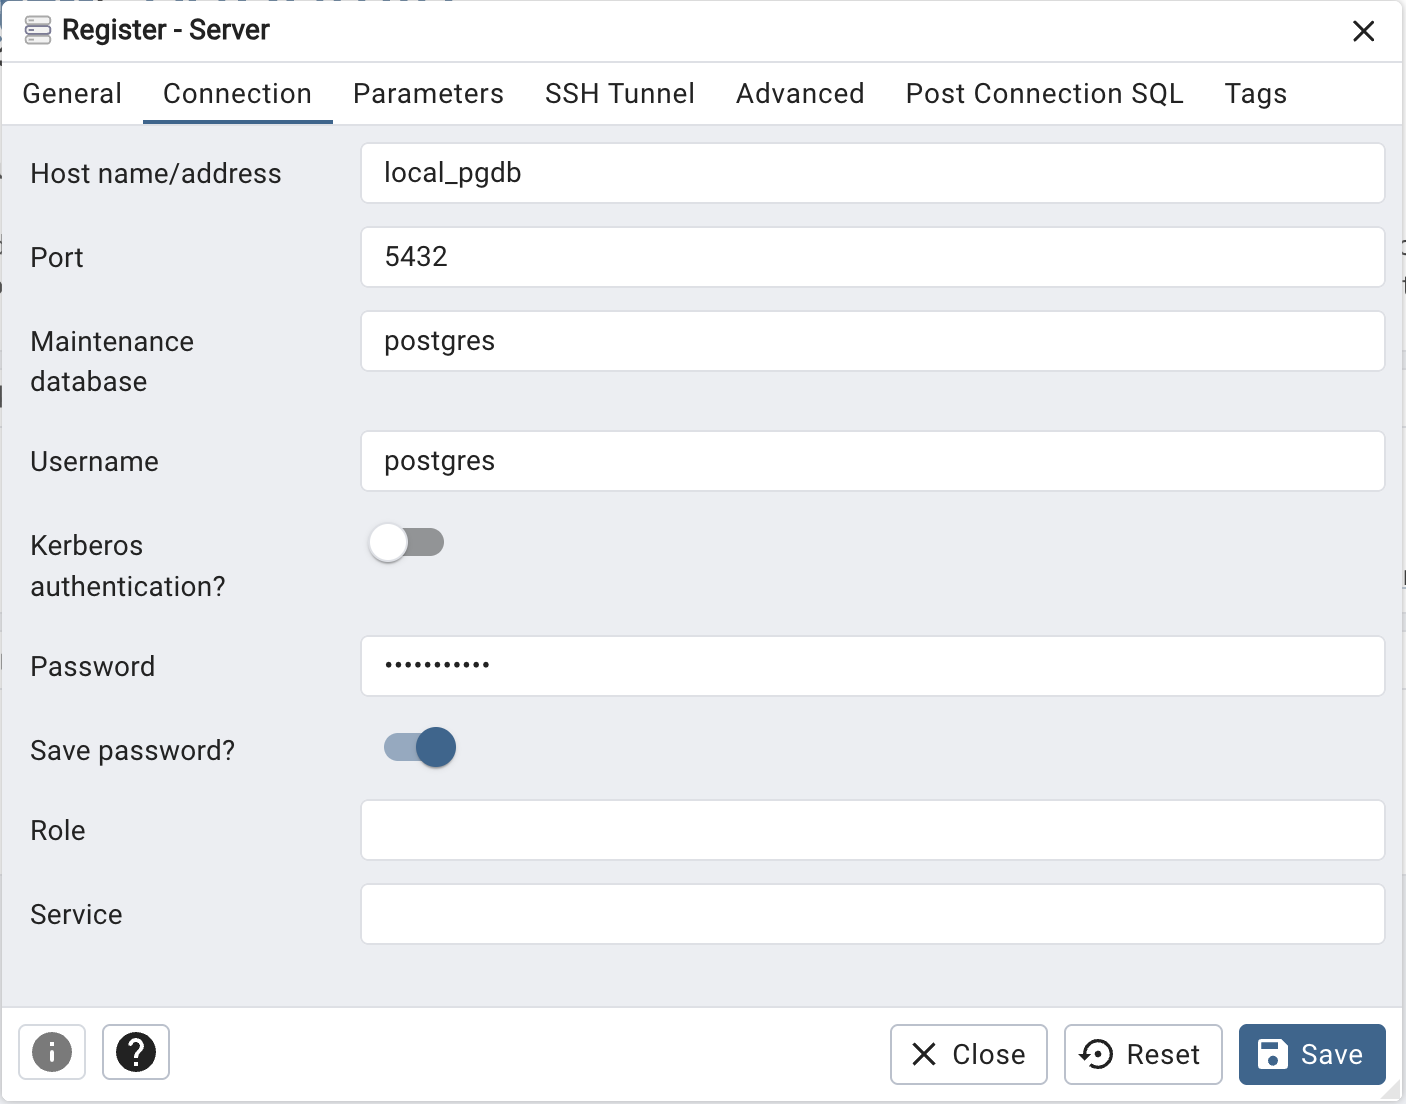 Register - Server
General Connection Parameters SSH Tunnel Advanced Post Connection SQL Tags
Host name/address local_pgdb
Port 5432
Maintenance database postgres
Username postgres
Kerberos authentication?
Password •••••••••••
Save password?
Role
Service
Close Reset Save